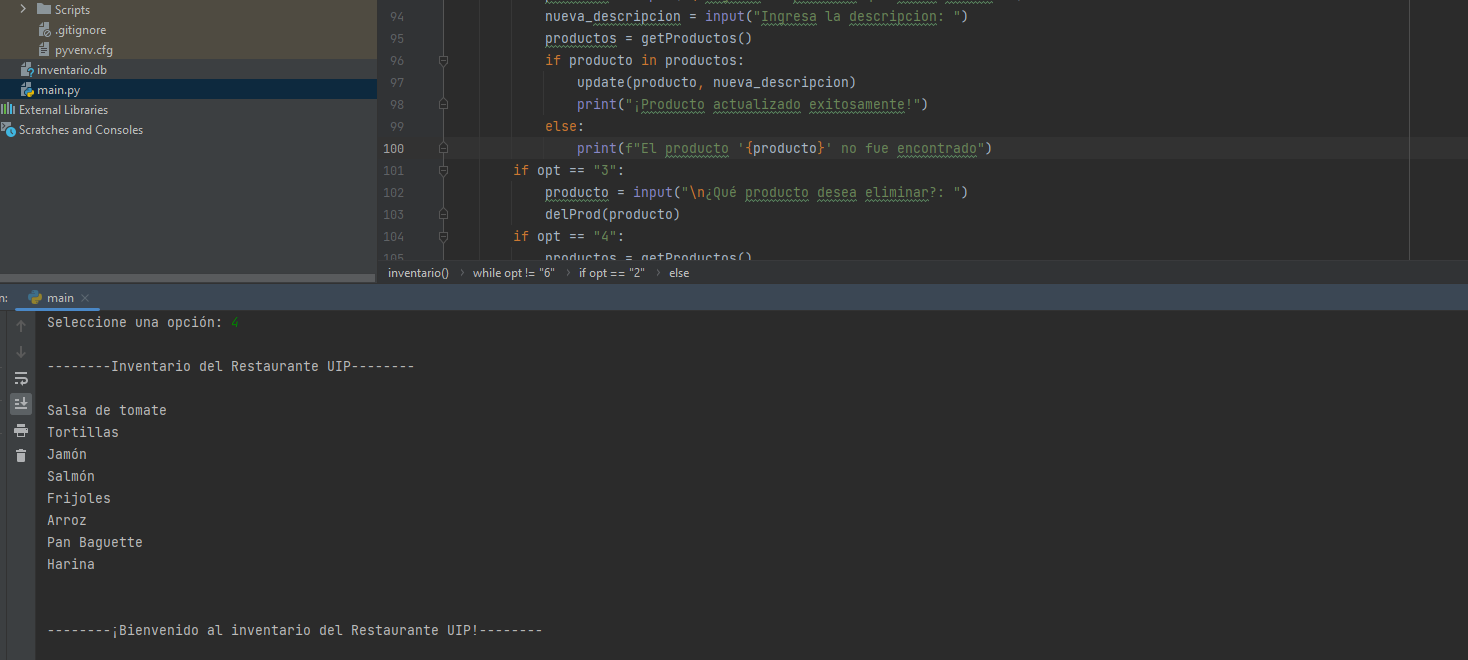 Scripts
.gitignore
pyvenv.cfg
inventario.db
main.py
External Libraries
Scratches and Consoles
94 nueva_descripcion = input("Ingresa la descripcion: ")
95 productos = getProductos()
96 if producto in productos:
97 update(producto, nueva_descripcion)
98 print("¡Producto actualizado exitosamente!")
99 else:
100 print(f"El producto '{producto}' no fue encontrado")
101 if opt == "3":
102 producto = input("\n¿Qué producto desea eliminar?: ")
103 delProd(producto)
104 if opt == "4":
105 productos = getProductos()
inventario() › while opt != "6" › if opt == "2" › else
n: main
Seleccione una opción: 4
--------Inventario del Restaurante UIP--------
Salsa de tomate
Tortillas
Jamón
Salmón
Frijoles
Arroz
Pan Baguette
Harina
--------¡Bienvenido al inventario del Restaurante UIP!--------